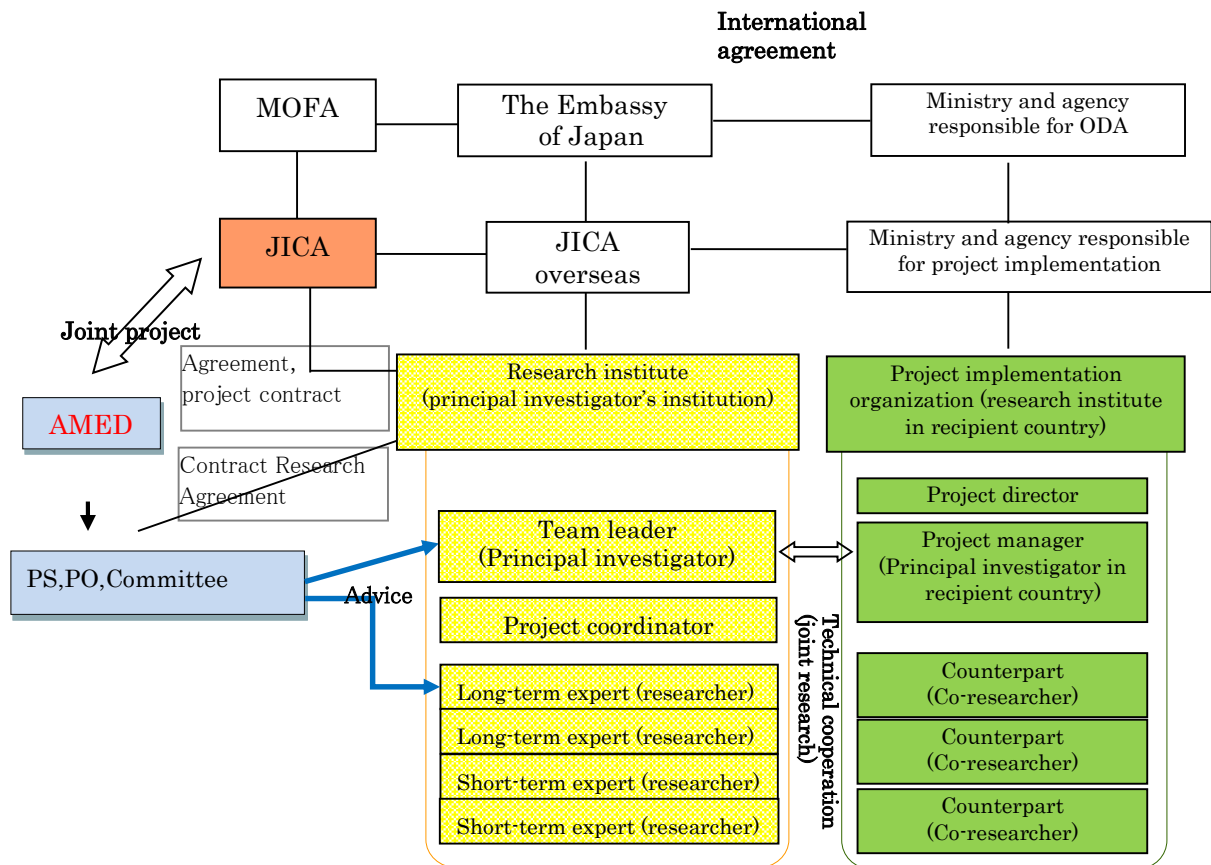 International
agreement
MOFA
The Embassy
of Japan
Ministry and agency
responsible for ODA
JICA
JICA
overseas
Ministry and agency responsible
for project implementation
Joint project
Agreement,
project contract
Research institute
(principal investigator's institution)
Project implementation
organization (research institute
in recipient country)
AMED
Contract Research
Agreement
Project director
Team leader
(Principal investigator)
Project manager
(Principal investigator in
recipient country)
PS,PO,Committee
Advice
Project coordinator
Technical cooperation
(joint research)
Long-term expert (researcher)
Long-term expert (researcher)
Short-term expert (researcher)
Short-term expert (researcher)
Counterpart
(Co-researcher)
Counterpart
(Co-researcher)
Counterpart
(Co-researcher)